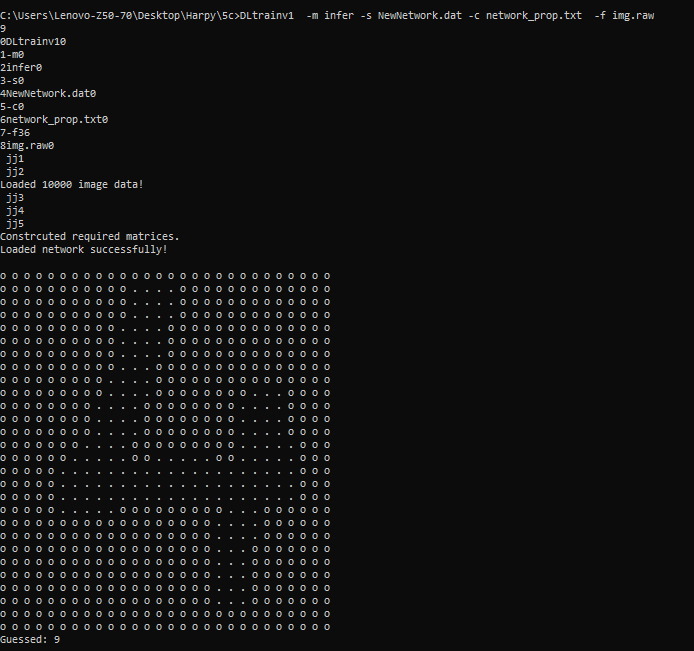 C:\Users\Lenovo-Z50-70\Desktop\Harpy\5c>DLtrainv1  -m infer -s NewNetwork.dat -c network_prop.txt  -f img.raw
9
0DLtrainv10
1-m0
2infer0
3-s0
4NewNetwork.dat0
5-c0
6network_prop.txt0
7-f36
8img.raw0
 jj1
 jj2
Loaded 10000 image data!
 jj3
 jj4
 jj5
Constrcuted required matrices.
Loaded network successfully!
o o o o o o o o o o o o o o o o o o o o o o o o o o o o
o o o o o o o o o o o . . . . o o o o o o o o o o o o o
o o o o o o o o o o o . . . . o o o o o o o o o o o o o
o o o o o o o o o o o . . . . o o o o o o o o o o o o o
o o o o o o o o o o . . . . o o o o o o o o o o o o o o
o o o o o o o o o o . . . . o o o o o o o o o o o o o o
o o o o o o o o o o . . . . o o o o o o o o o o o o o o
o o o o o o o o o o . . . . o o o o o o o o o o o o o o
o o o o o o o o o . . . . o o o o o o o o o o o o o o o
o o o o o o o o o . . . . o o o o o o o o . . . o o o o
o o o o o o o o . . . . o o o o o o o o . . . . o o o o
o o o o o o o o . . . . o o o o o o o o . . . . o o o o
o o o o o o o o . . . . o o o o o o o o . . . . o o o o
o o o o o o o . . . . o o o o o o o o o . . . . . o o o
o o o o o o . . . . . o o . . . . . o o . . . . . o o o
o o o o o . . . . . . . . . . . . . . . . . . . . o o o
o o o o o . . . . . . . . . . . . . . . . . . . . o o o
o o o o o . . . . . . . . . . . . . . . . . . . . o o o
o o o o o . . . . . o o o o o o o o o . . . o o o o o o
o o o o o o o o o o o o o o o o o o . . . . o o o o o o
o o o o o o o o o o o o o o o o o o . . . . o o o o o o
o o o o o o o o o o o o o o o o o o . . . o o o o o o o
o o o o o o o o o o o o o o o o o o . . . o o o o o o o
o o o o o o o o o o o o o o o o o o . . . o o o o o o o
o o o o o o o o o o o o o o o o o o . . . o o o o o o o
o o o o o o o o o o o o o o o o o o . . . o o o o o o o
o o o o o o o o o o o o o o o o o o o o o o o o o o o o
o o o o o o o o o o o o o o o o o o o o o o o o o o o o
Guessed: 9